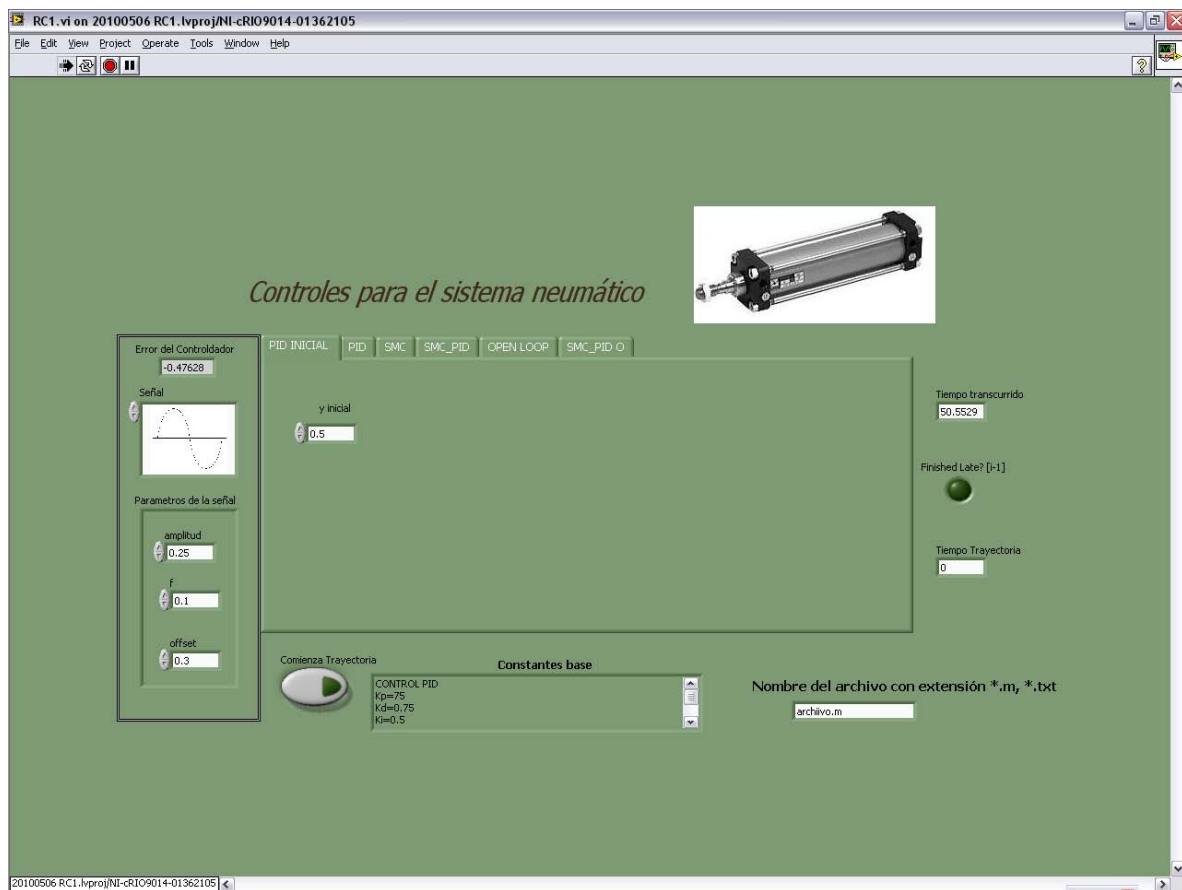 RC1.vi on 20100506 RC1.lvproj/NI-cRIO9014-01362105
File Edit View Project Operate Tools Window Help
Controles para el sistema neumático
Error del Controldador
-0.47628
Señal
Parametros de la señal
amplitud
0.25
f
0.1
offset
0.3
PID INICIAL PID SMC SMC_PID OPEN LOOP SMC_PID O
y inicial
0.5
Tiempo transcurrido
50.5529
Finished Late? [i-1]
Tiempo Trayectoria
0
Comienza Trayectoria
Constantes base
CONTROL PID
Kp=75
Kd=0.75
Ki=0.5
Nombre del archivo con extensión *.m, *.txt
archiivo.m
20100506 RC1.lvproj/NI-cRIO9014-01362105